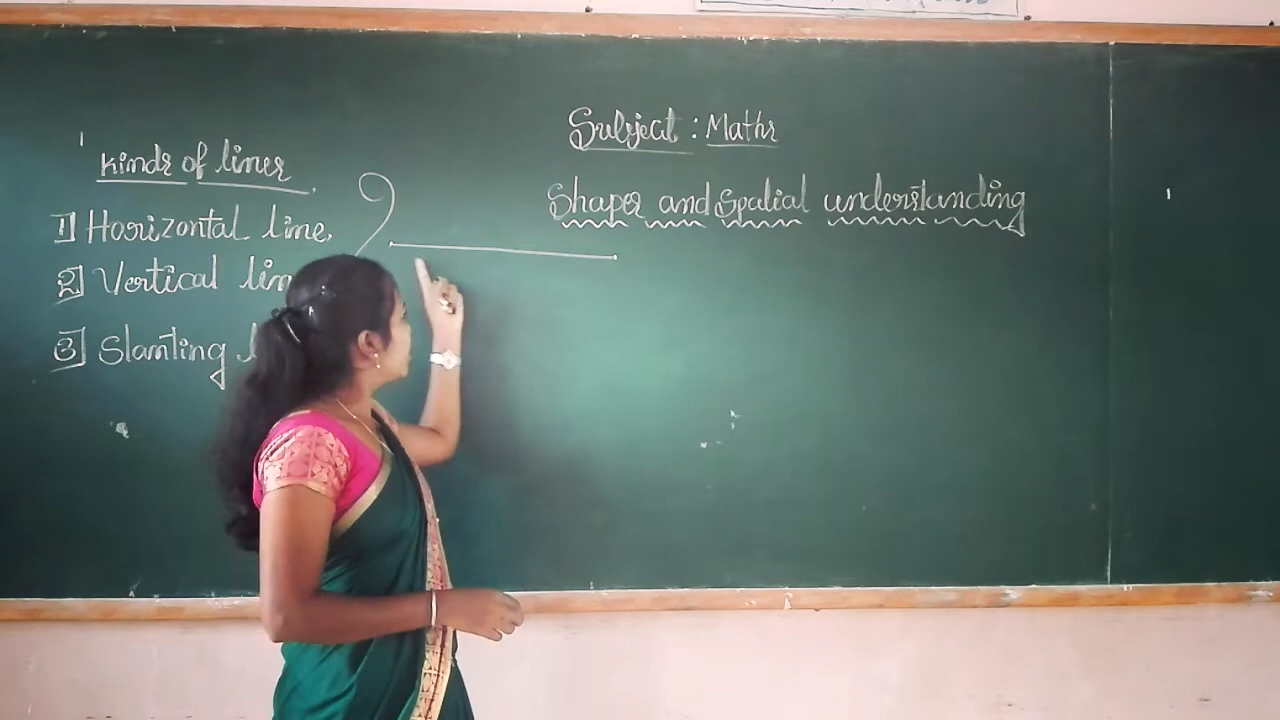 Subject : Maths
Shapes and Spatial understanding
Kinds of lines
1] Horizontal line.
2] Vertical lin
3] Slanting l